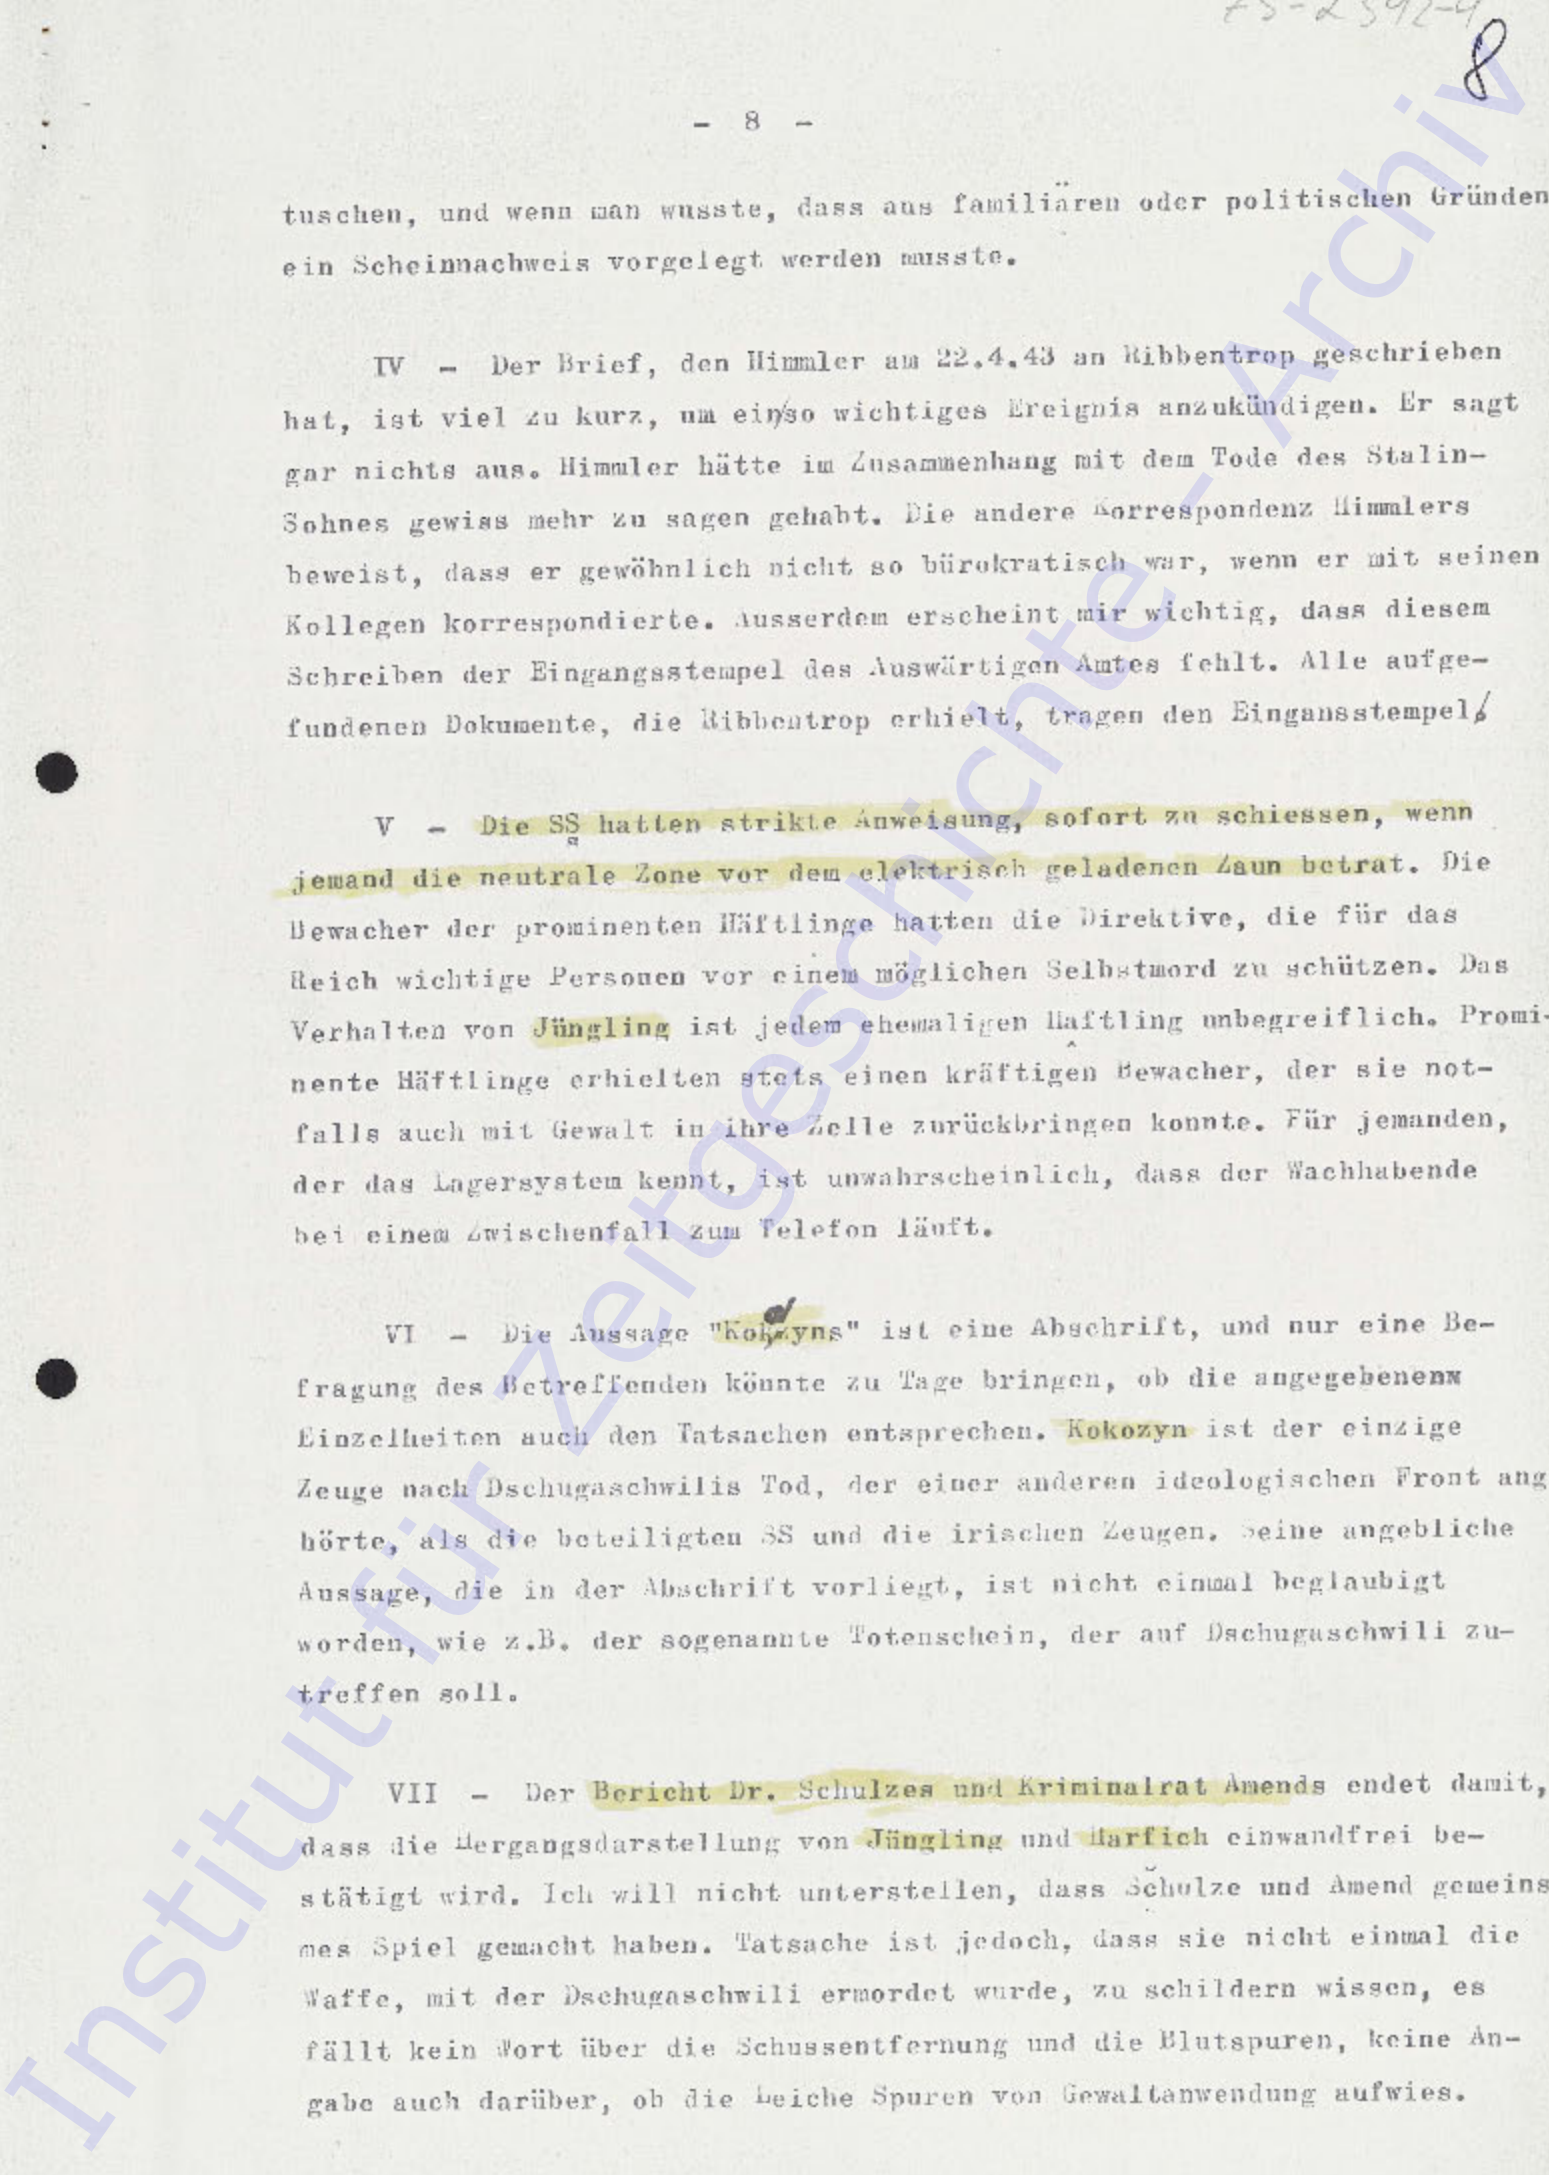 ZS-2392-4
8
- 8 -
tuschen, und wenn man wusste, dass aus familiären oder politischen Gründen
ein Scheinnachweis vorgelegt werden musste.
IV - Der Brief, den Himmler am 22.4.43 an Ribbentrop geschrieben
hat, ist viel zu kurz, um ein/so wichtiges Ereignis anzukündigen. Er sagt
gar nichts aus. Himmler hätte im Zusammenhang mit dem Tode des Stalin-
Sohnes gewiss mehr zu sagen gehabt. Die andere Korrespondenz Himmlers
beweist, dass er gewöhnlich nicht so bürokratisch war, wenn er mit seinen
Kollegen korrespondierte. Ausserdem erscheint mir wichtig, dass diesem
Schreiben der Eingangsstempel des Auswärtigen Amtes fehlt. Alle aufge-
fundenen Dokumente, die Ribbentrop erhielt, tragen den Eingansstempel.
V - Die SS hatten strikte Anweisung, sofort zu schiessen, wenn
jemand die neutrale Zone vor dem elektrisch geladenen Zaun betrat. Die
Bewacher der prominenten Häftlinge hatten die Direktive, die für das
Reich wichtige Personen vor einem möglichen Selbstmord zu schützen. Das
Verhalten von Jüngling ist jedem ehemaligen Haftling unbegreiflich. Promi-
nente Häftlinge erhielten stets einen kräftigen Bewacher, der sie not-
falls auch mit Gewalt in ihre Zelle zurückbringen konnte. Für jemanden,
der das Lagersystem kennt, ist unwahrscheinlich, dass der Wachhabende
bei einem Zwischenfall zum Telefon läuft.
VI - Die Aussage "Kokozyns" ist eine Abschrift, und nur eine Be-
fragung des Betreffenden könnte zu Tage bringen, ob die angegebenenx
Einzelheiten auch den Tatsachen entsprechen. Kokozyn ist der einzige
Zeuge nach Dschugaschwilis Tod, der einer anderen ideologischen Front ang
hörte, als die beteiligten SS und die irischen Zeugen. Seine angebliche
Aussage, die in der Abschrift vorliegt, ist nicht einmal beglaubigt
worden, wie z.B. der sogenannte Totenschein, der auf Dschugaschwili zu-
treffen soll.
VII - Der Bericht Dr. Schulzes und Kriminalrat Amends endet damit,
dass die Hergangsdarstellung von Jüngling und Harfich einwandfrei be-
stätigt wird. Ich will nicht unterstellen, dass Schulze und Amend gemeins
mes Spiel gemacht haben. Tatsache ist jedoch, dass sie nicht einmal die
Waffe, mit der Dschugaschwili ermordet wurde, zu schildern wissen, es
fällt kein Wort über die Schussentfernung und die Blutspuren, keine An-
gabe auch darüber, ob die Leiche Spuren von Gewaltanwendung aufwies.
Institut für Zeitgeschichte - Archiv